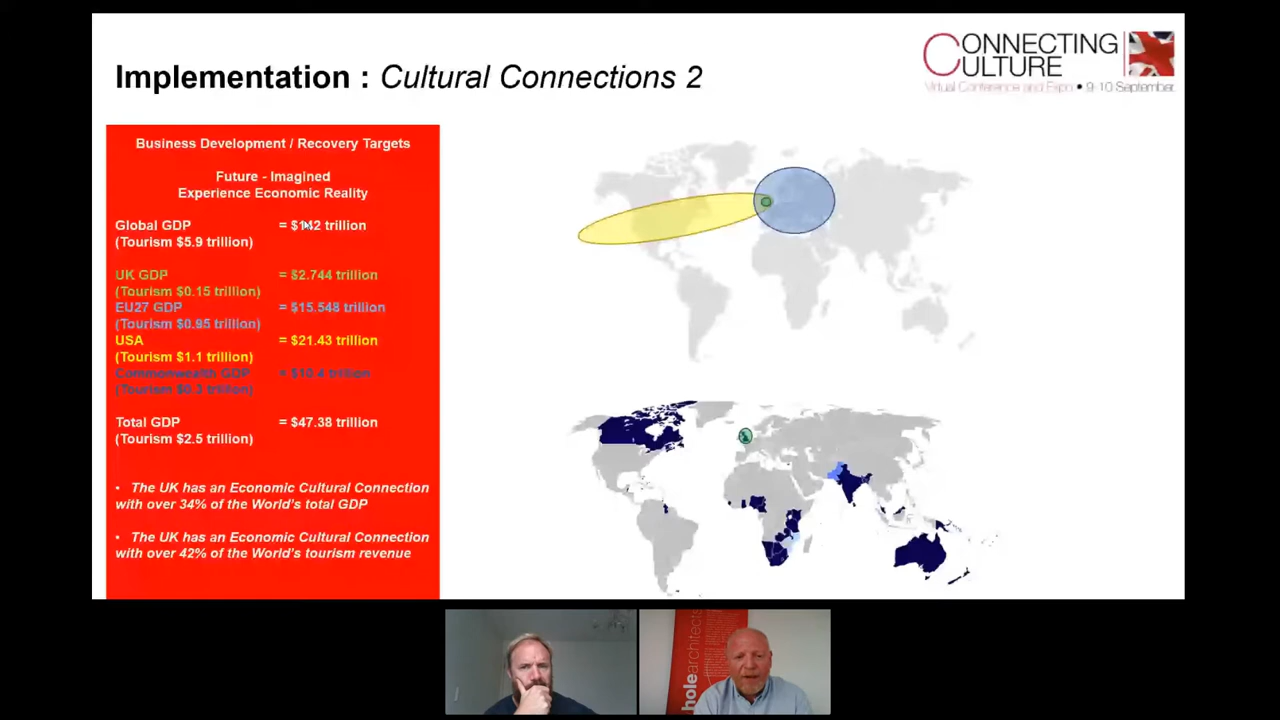 Implementation : Cultural Connections 2
CONNECTING
CULTURE
Virtual Conference and Expo • 9-10 September
Business Development / Recovery Targets
Future - Imagined
Experience Economic Reality
Global GDP = $142 trillion
(Tourism $5.9 trillion)
UK GDP = $2.744 trillion
(Tourism $0.15 trillion)
EU27 GDP = $15.548 trillion
(Tourism $0.95 trillion)
USA = $21.43 trillion
(Tourism $1.1 trillion)
Commonwealth GDP = $10.4 trillion
(Tourism $0.3 trillion)
Total GDP = $47.38 trillion
(Tourism $2.5 trillion)
• The UK has an Economic Cultural Connection
with over 34% of the World's total GDP
• The UK has an Economic Cultural Connection
with over 42% of the World's tourism revenue
holearchitects